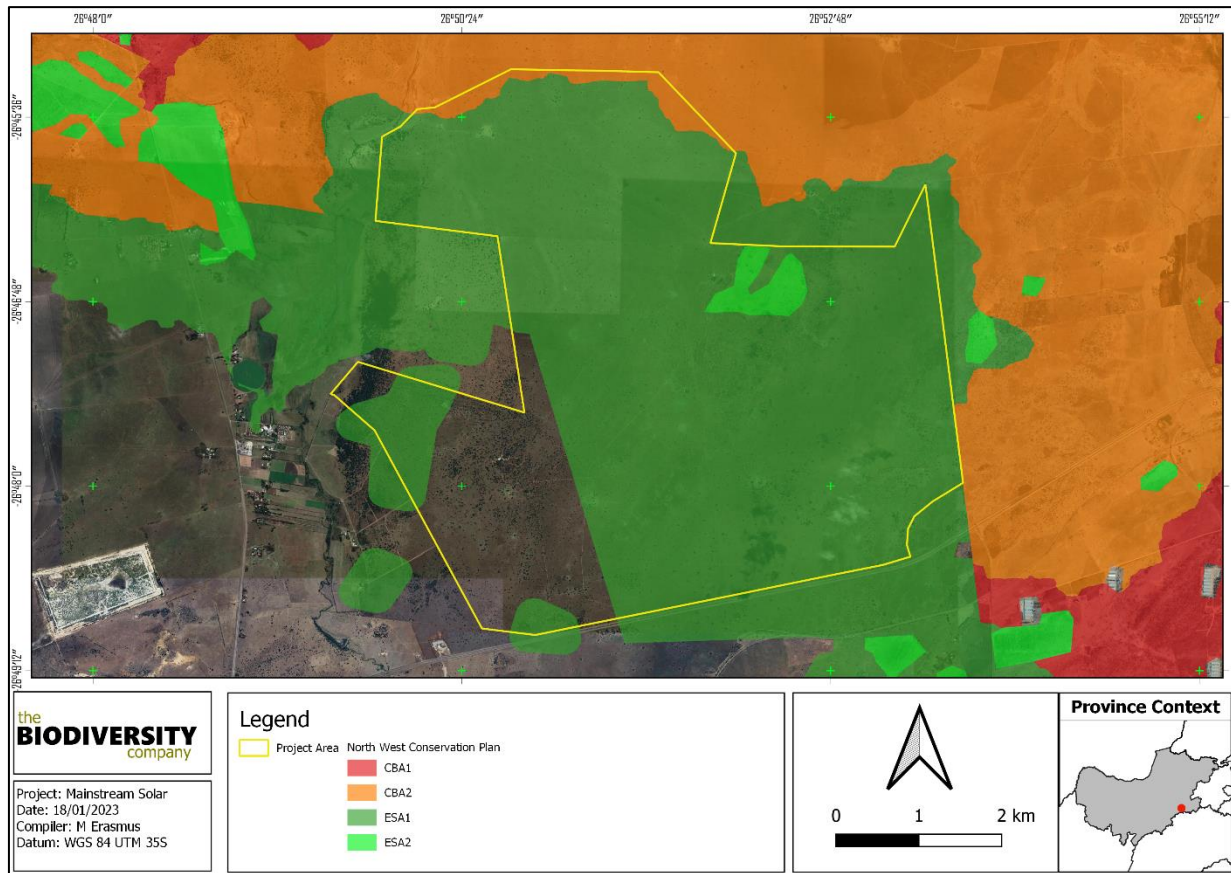 26°48′0″ 26°50′24″ 26°52′48″ 26°55′12″
-26°45′36″
-26°46′48″
-26°48′0″
-26°49′12″
the
BIODIVERSITY
company
Project: Mainstream Solar
Date: 18/01/2023
Compiler: M Erasmus
Datum: WGS 84 UTM 35S
Legend
Project Area North West Conservation Plan
CBA1
CBA2
ESA1
ESA2
0 1 2 km
Province Context